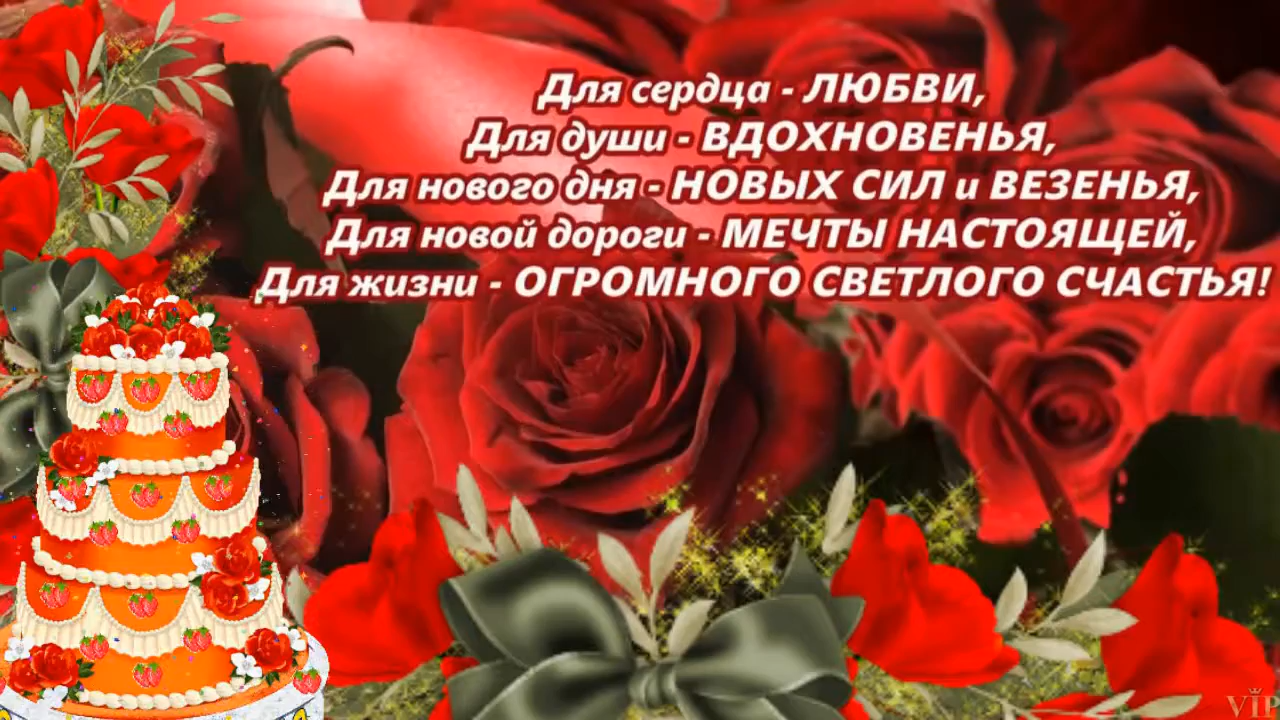 Для сердца - ЛЮБВИ,
Для души - ВДОХНОВЕНЬЯ,
Для нового дня - НОВЫХ СИЛ и ВЕЗЕНЬЯ,
Для новой дороги - МЕЧТЫ НАСТОЯЩЕЙ,
Для жизни - ОГРОМНОГО СВЕТЛОГО СЧАСТЬЯ!
VIP